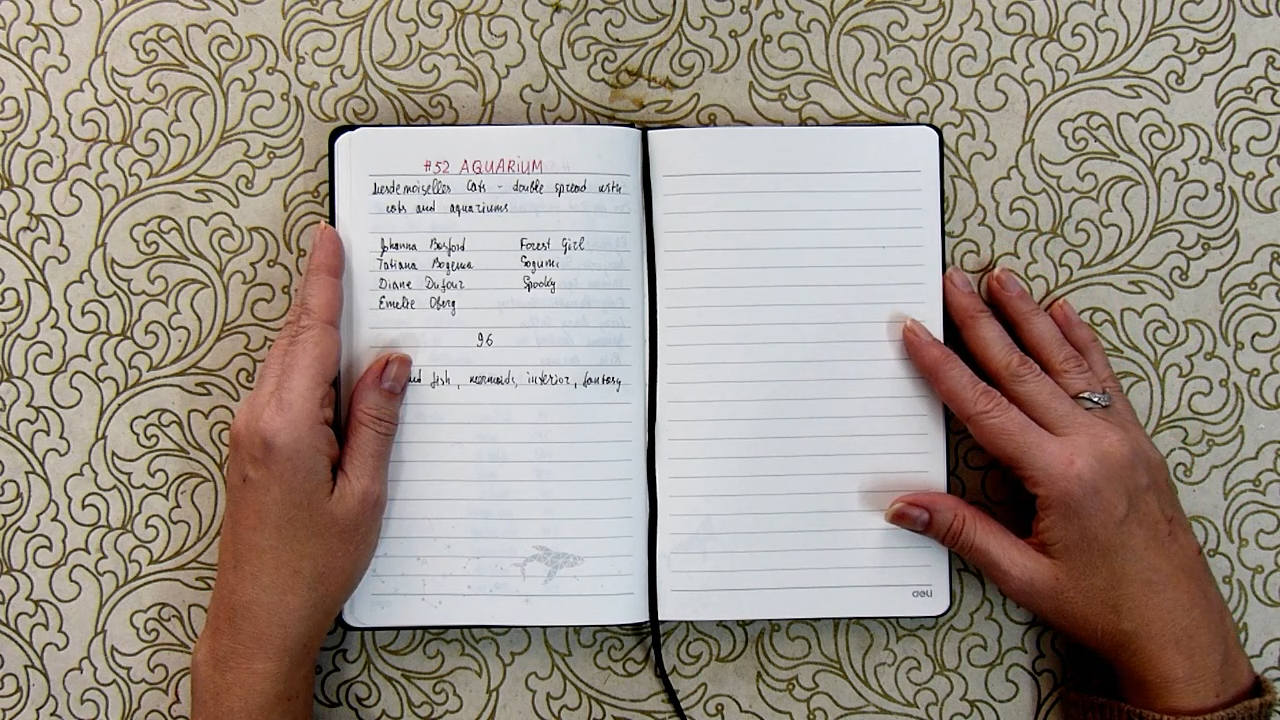 #52 AQUARIUM
Mesdemoiselles Cats - double spread with
cats and aquariums
Johanna Basford Forest Girl
Tatiana Bogema Sogumi
Diane Dufour Spooky
Emelie Oberg
96
fish, mermaids, interior, fantasy
deli